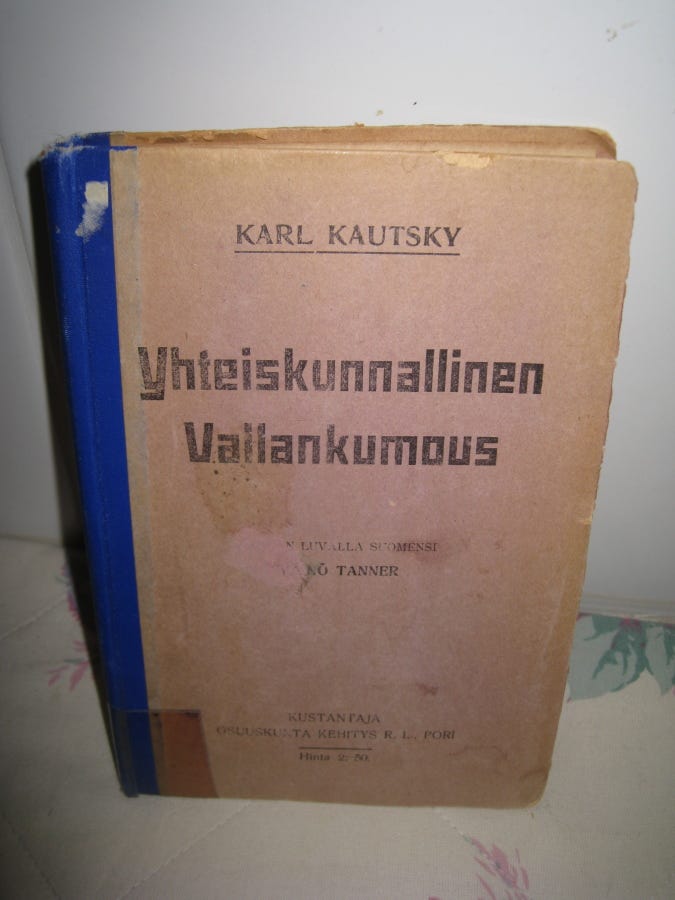 KARL KAUTSKY
Yhteiskunnallinen
Vallankumous
LUVALLA SUOMENSI
TANNER
KUSTANTAJA
OSUUSKUNTA KEHITYS R. L., PORI
Hinta 2:50.